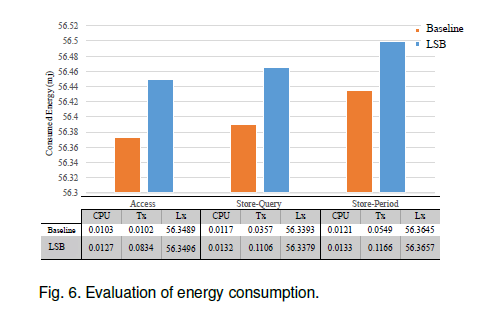 56.52
56.5
56.48
56.46
56.44
56.42
56.4
56.38
56.36
56.34
56.32
56.3
Consumed Energy (mj)
Baseline
LSB
Access Store-Query Store-Period
CPU Tx Lx CPU Tx Lx CPU Tx Lx
Baseline 0.0103 0.0102 56.3489 0.0117 0.0357 56.3393 0.0121 0.0549 56.3645
LSB 0.0127 0.0834 56.3496 0.0132 0.1106 56.3379 0.0133 0.1166 56.3657
Fig. 6. Evaluation of energy consumption.